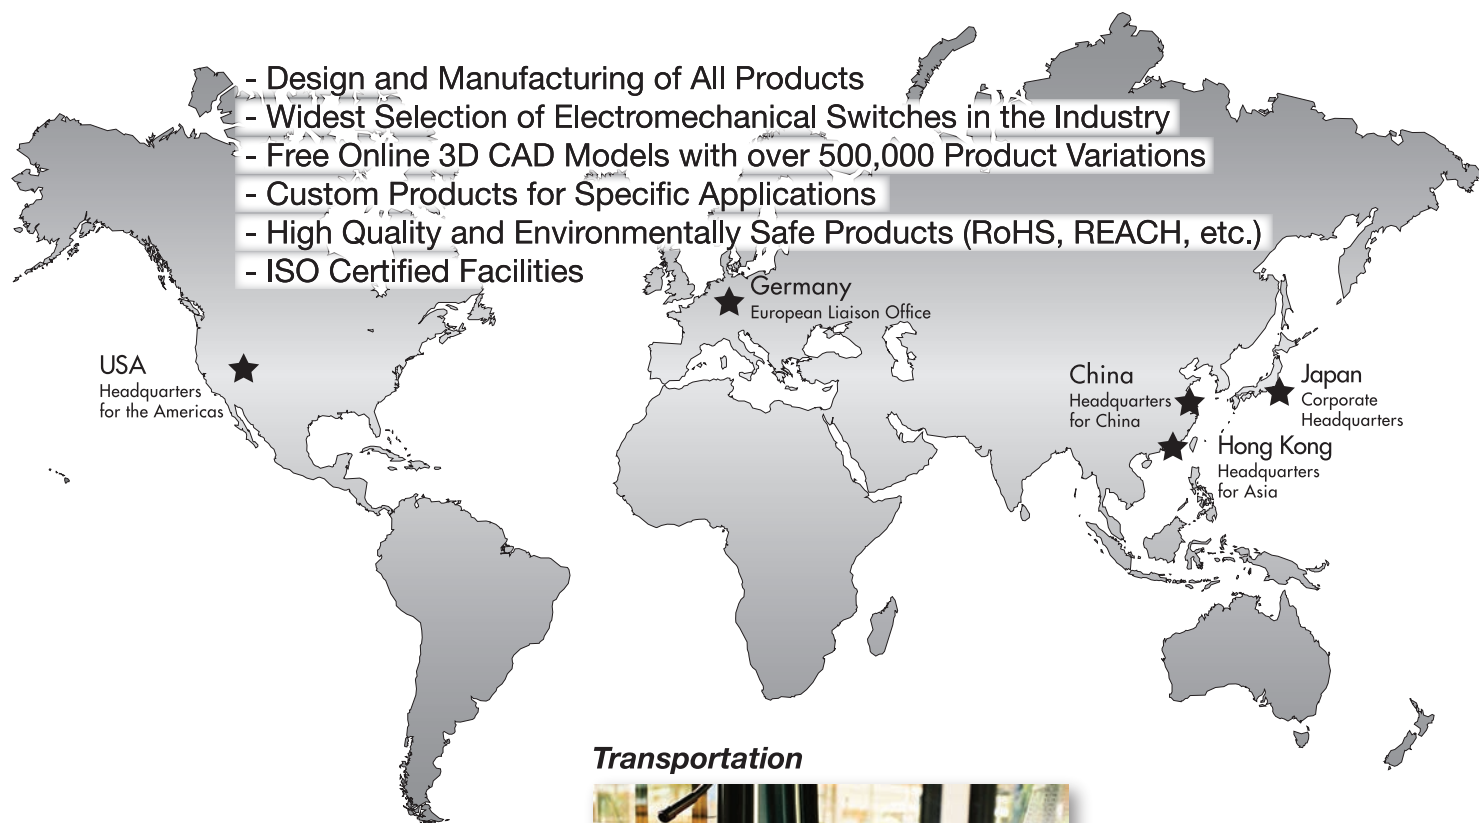 - Design and Manufacturing of All Products
- Widest Selection of Electromechanical Switches in the Industry
- Free Online 3D CAD Models with over 500,000 Product Variations
- Custom Products for Specific Applications
- High Quality and Environmentally Safe Products (RoHS, REACH, etc.)
- ISO Certified Facilities
Germany
European Liaison Office
USA
Headquarters
for the Americas
China
Headquarters
for China
Japan
Corporate
Headquarters
Hong Kong
Headquarters
for Asia
Transportation